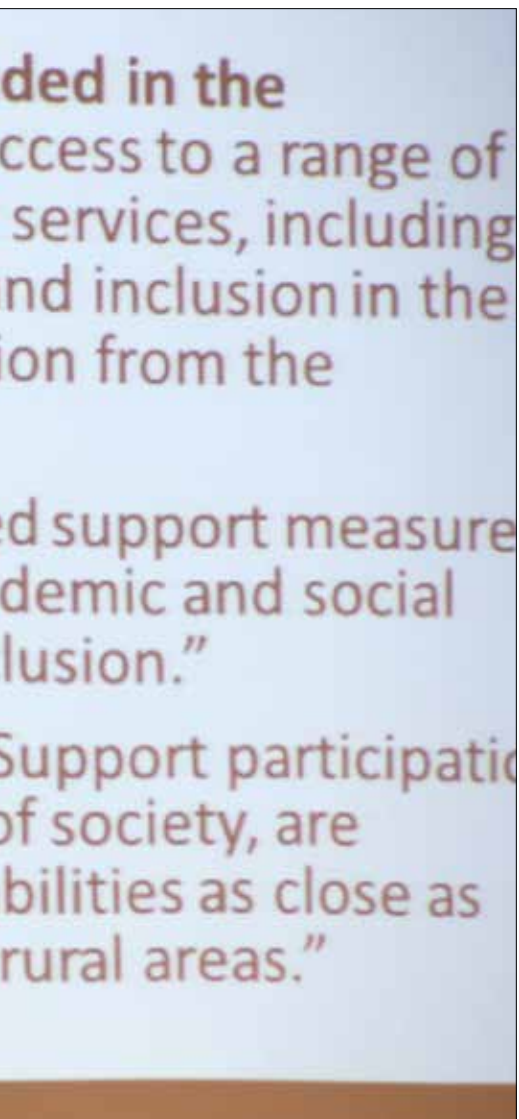 ded in the
ccess to a range of
services, including
nd inclusion in the
ion from the
ed support measure
demic and social
lusion.”
Support participatio
of society, are
bilities as close as
rural areas.”